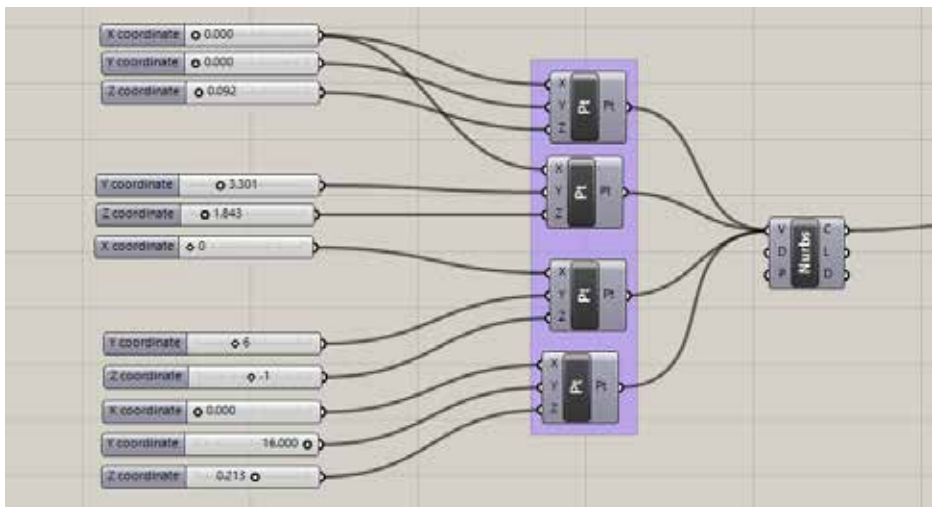 X coordinate 0.000
Y coordinate 0.000
Z coordinate 0.092
X Y Z Pt Pt
Y coordinate 3.301
Z coordinate 1.843
X coordinate 0
X Y Z Pt Pt
V D P Nurbs C L D
X Y Z Pt Pt
Y coordinate 6
Z coordinate -1
X coordinate 0.000
Y coordinate 16.000
Z coordinate 0.213
X Y Z Pt Pt